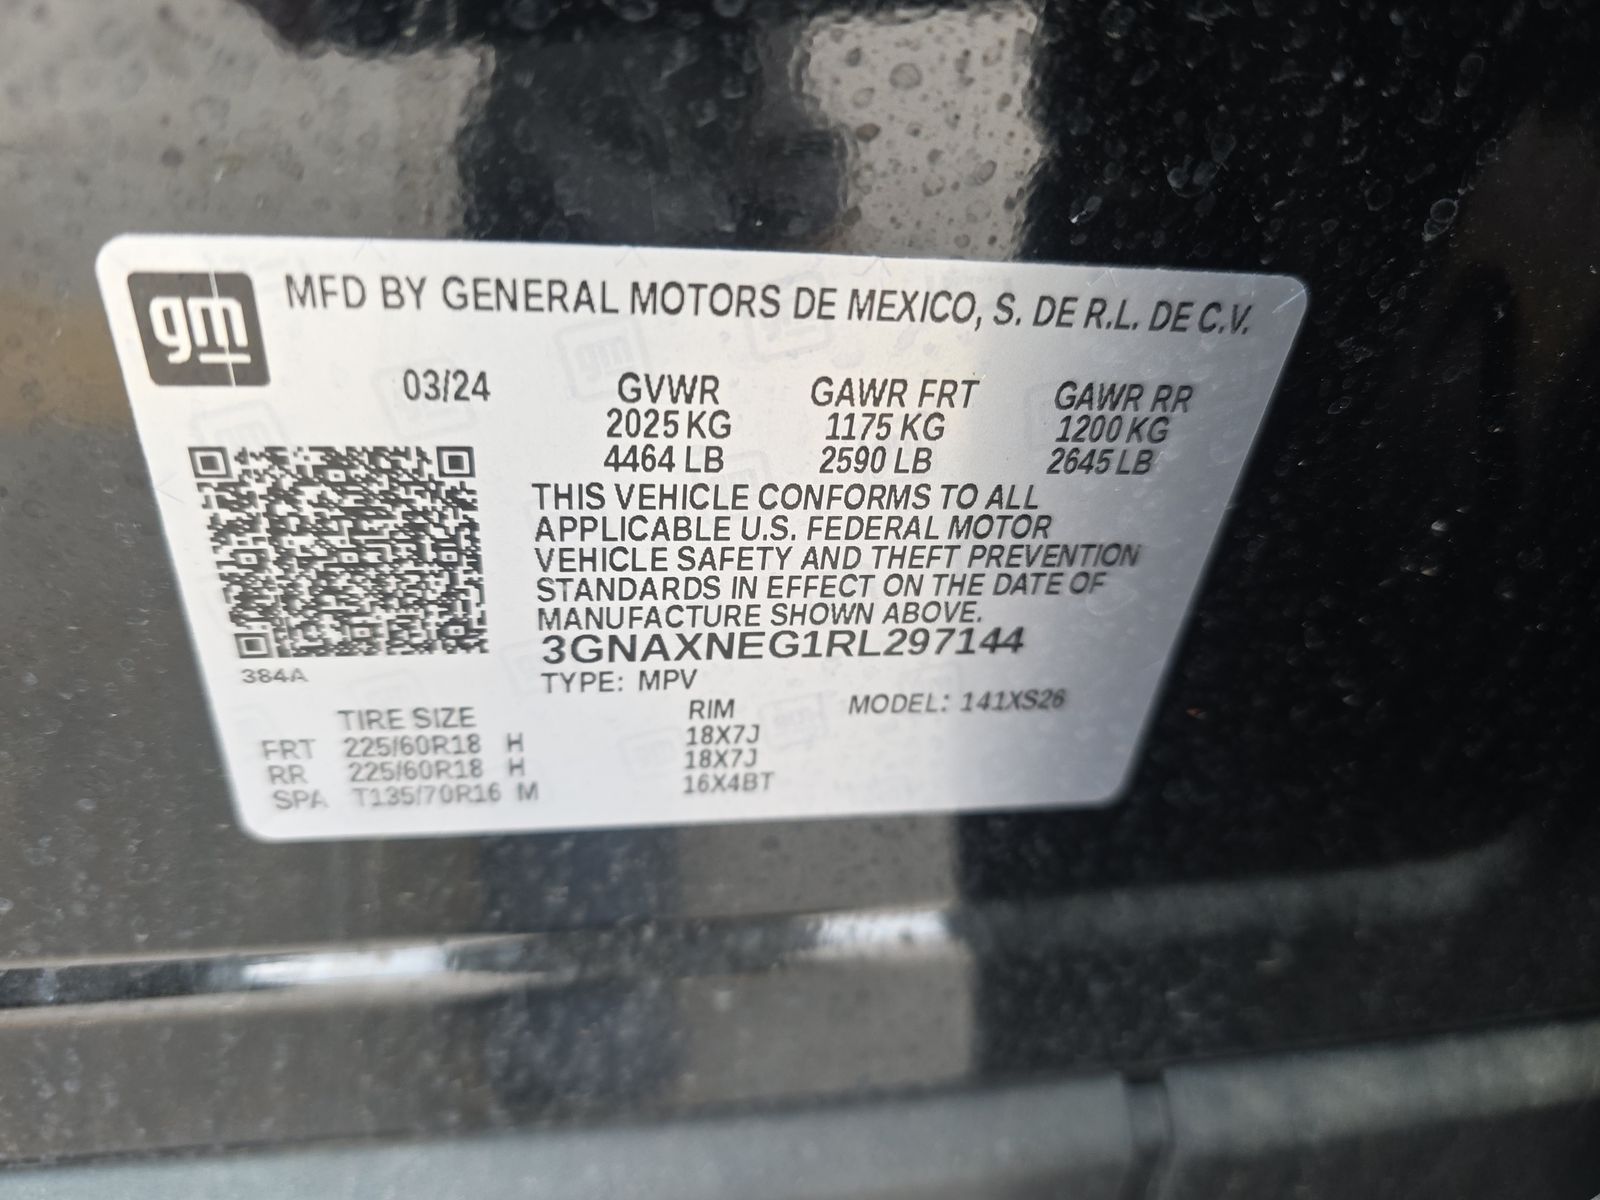 gm MFD BY GENERAL MOTORS DE MEXICO, S. DE R.L. DE C.V.
03/24 GVWR GAWR FRT GAWR RR
2025 KG 1175 KG 1200 KG
4464 LB 2590 LB 2645 LB
THIS VEHICLE CONFORMS TO ALL
APPLICABLE U.S. FEDERAL MOTOR
VEHICLE SAFETY AND THEFT PREVENTION
STANDARDS IN EFFECT ON THE DATE OF
MANUFACTURE SHOWN ABOVE.
3GNAXNEG1RL297144
384A TYPE: MPV
MODEL: 141XS26
TIRE SIZE RIM
FRT 225/60R18 H 18X7J
RR 225/60R18 H 18X7J
SPA T135/70R16 M 16X4BT